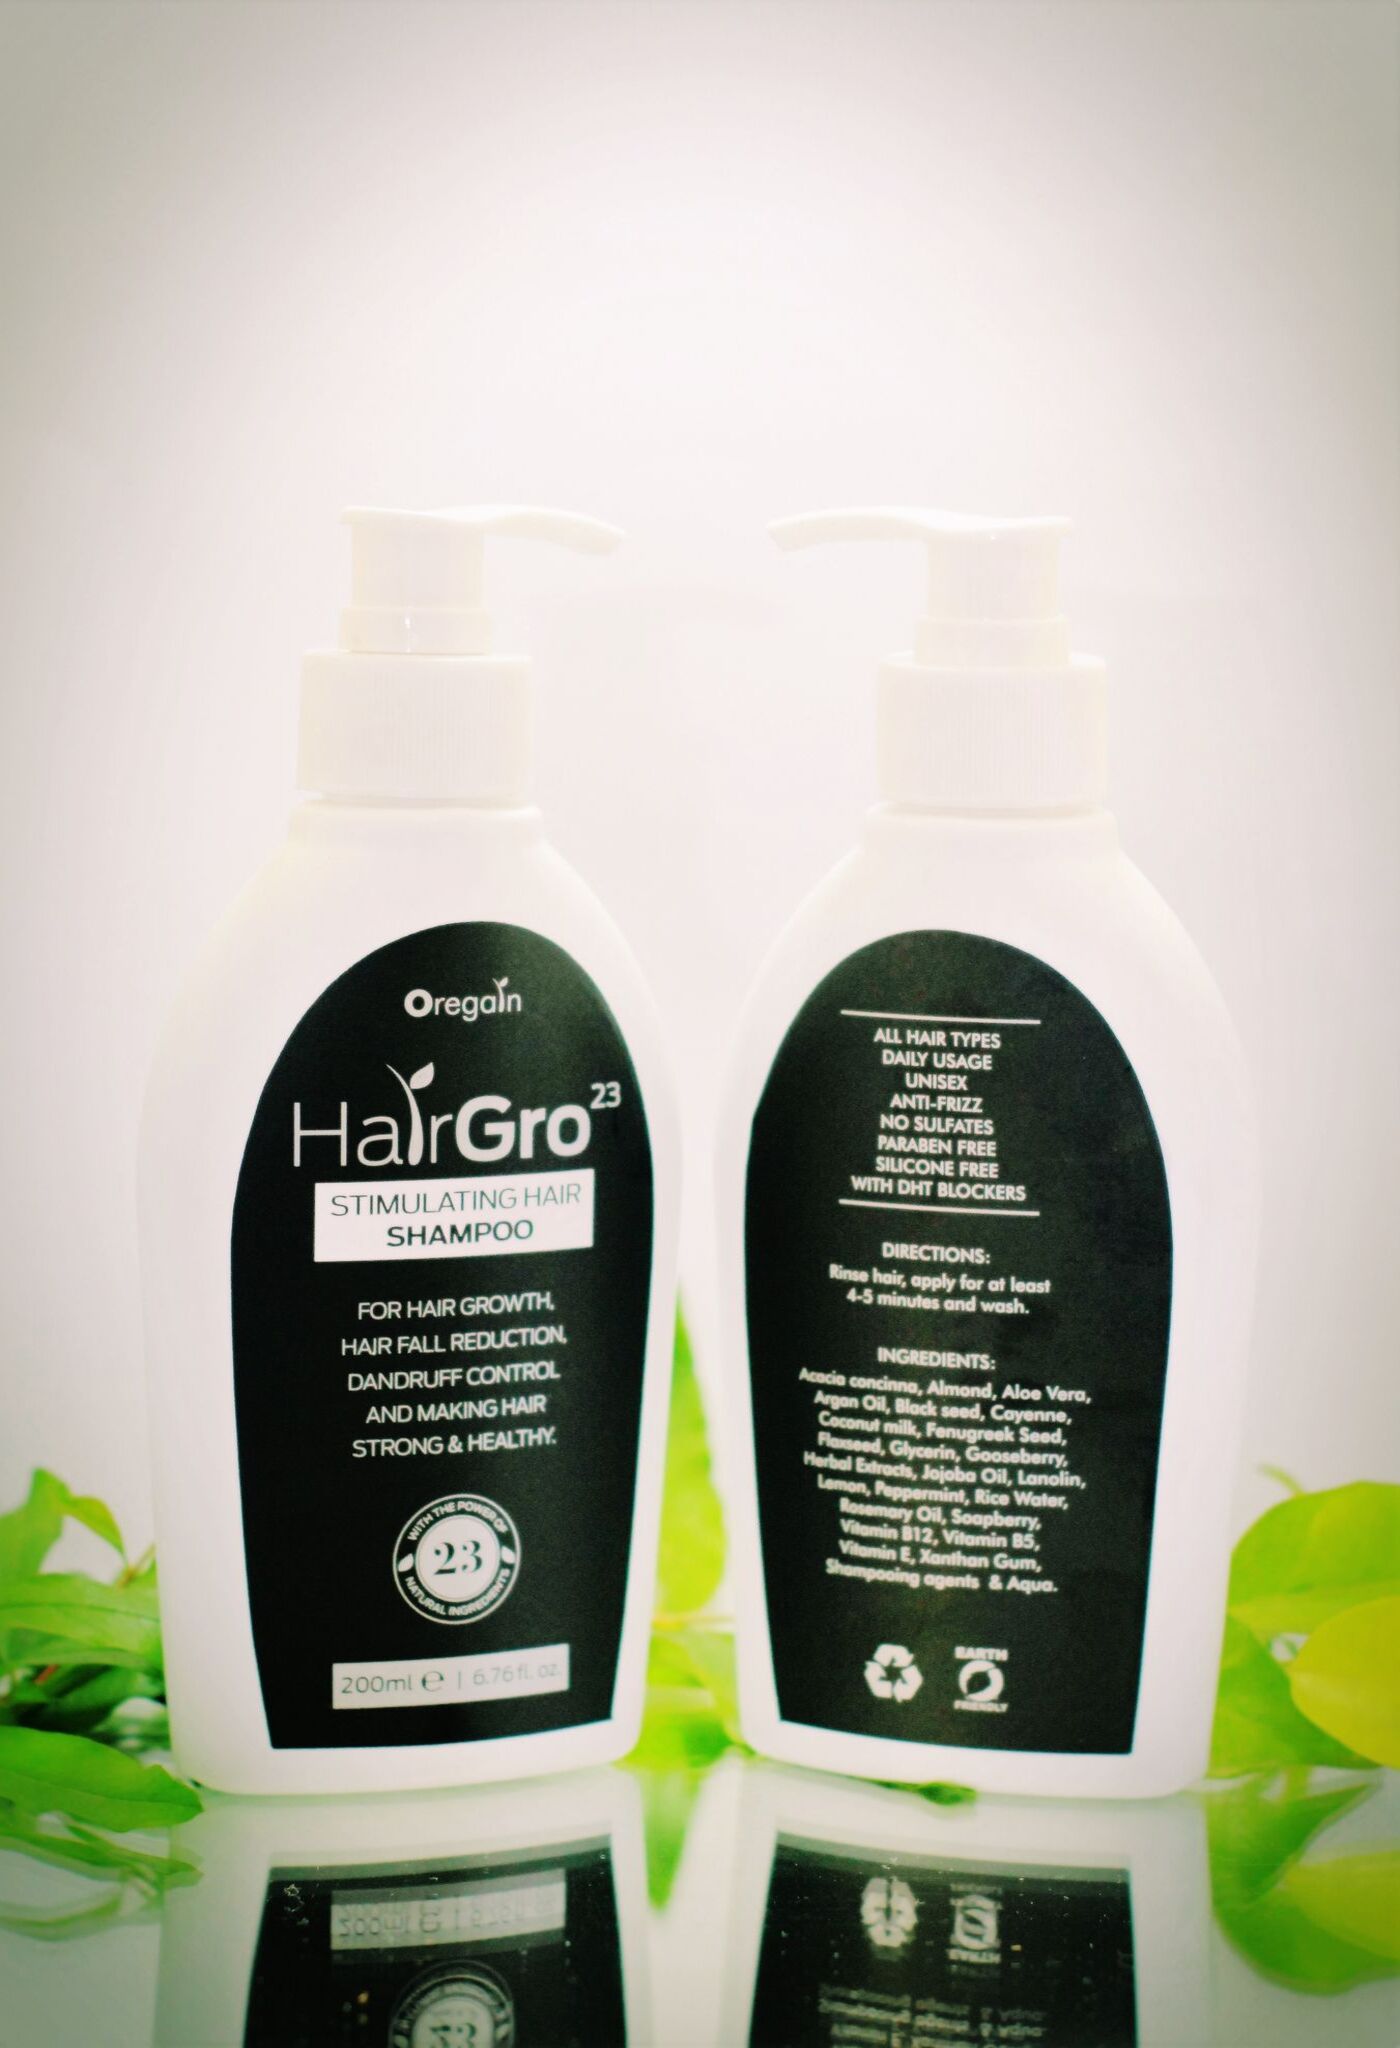 Oregain
HairGro23
STIMULATING HAIR
SHAMPOO
FOR HAIR GROWTH,
HAIR FALL REDUCTION,
DANDRUFF CONTROL
AND MAKING HAIR
STRONG & HEALTHY.
WITH THE POWER OF
23
NATURAL INGREDIENTS
200ml ℮ | 6.76 fl. oz.
ALL HAIR TYPES
DAILY USAGE
UNISEX
ANTI-FRIZZ
NO SULFATES
PARABEN FREE
SILICONE FREE
WITH DHT BLOCKERS
DIRECTIONS:
Rinse hair, apply for at least
4-5 minutes and wash.
INGREDIENTS:
Acacia concinna, Almond, Aloe Vera,
Argan Oil, Black seed, Cayenne,
Coconut milk, Fenugreek Seed,
Flaxseed, Glycerin, Gooseberry,
Herbal Extracts, Jojoba Oil, Lanolin,
Lemon, Peppermint, Rice Water,
Rosemary Oil, Soapberry,
Vitamin B12, Vitamin B5,
Vitamin E, Xanthan Gum,
Shampooing agents & Aqua.
EARTH
FRIENDLY